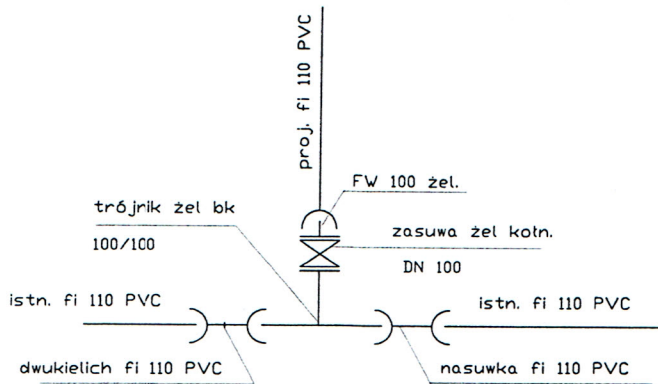 proj. fi 110 PVC
FW 100 żel.
trójrik żel bk
100/100
zasuwa żel kołn.
DN 100
istn. fi 110 PVC
istn. fi 110 PVC
dwukielich fi 110 PVC
nasuwka fi 110 PVC